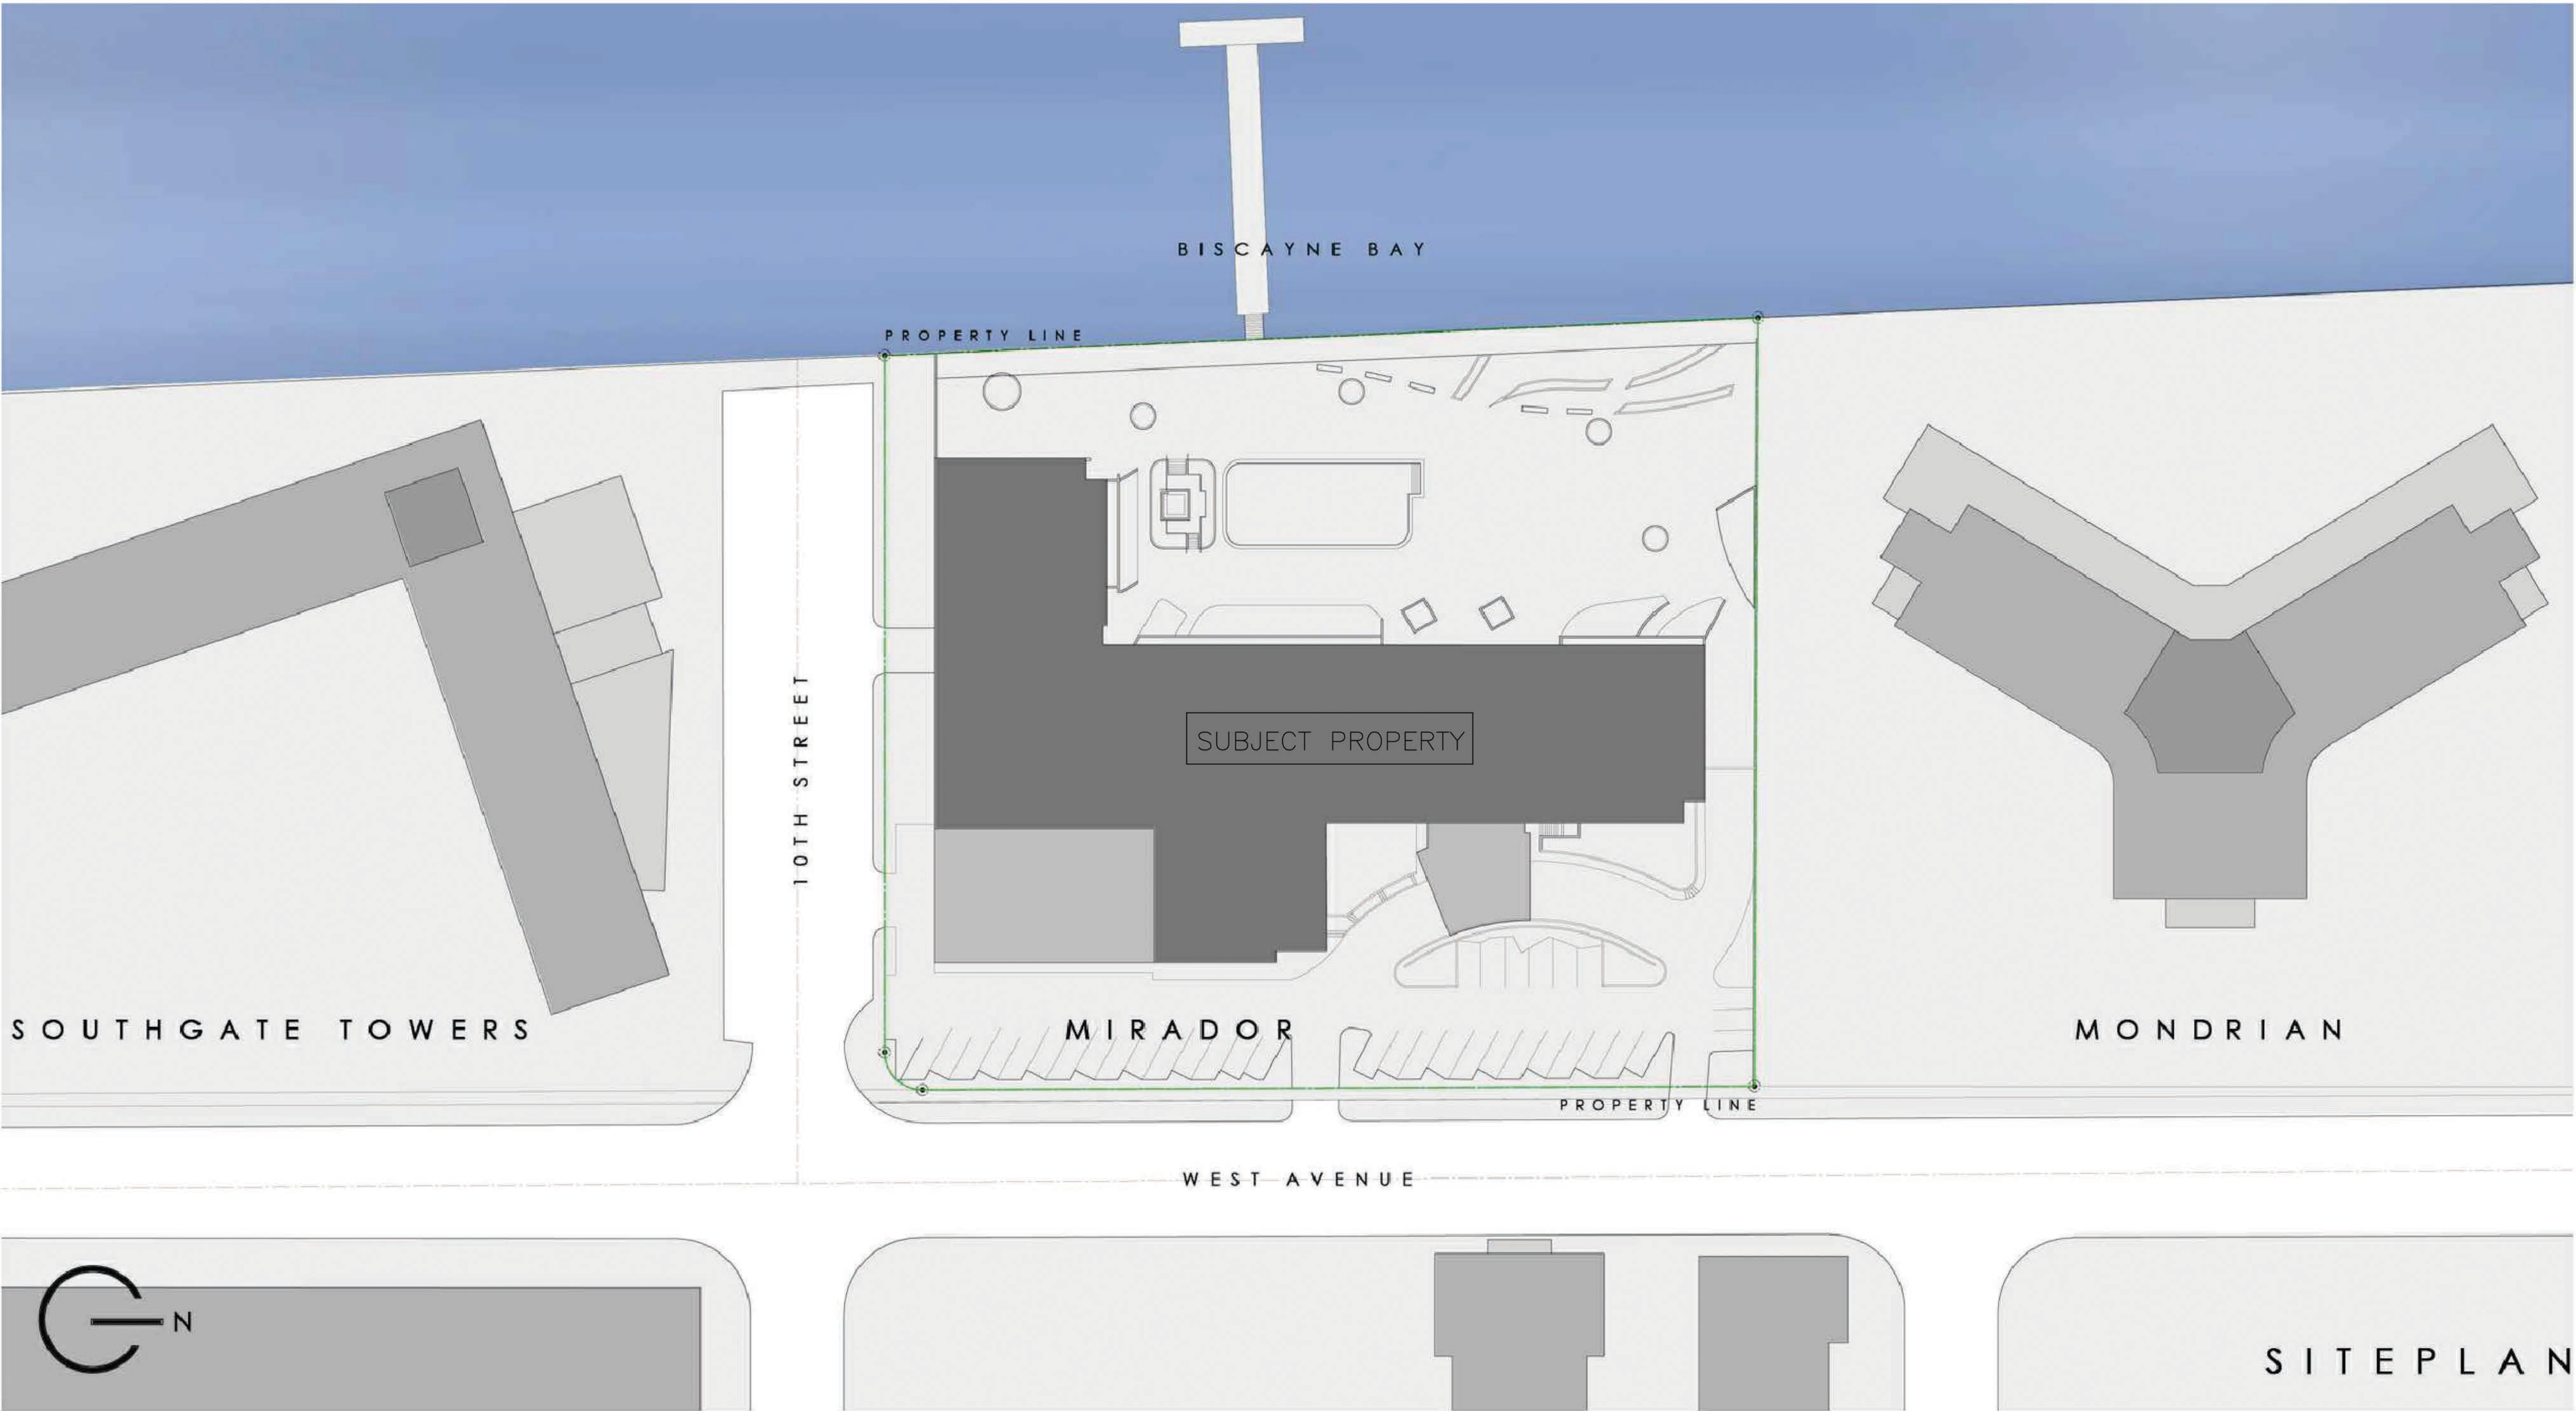 BISCAYNE BAY
PROPERTY LINE
10TH STREET
SUBJECT PROPERTY
SOUTHGATE TOWERS
MIRADOR
MONDRIAN
PROPERTY LINE
WEST AVENUE
N
SITEPLAN